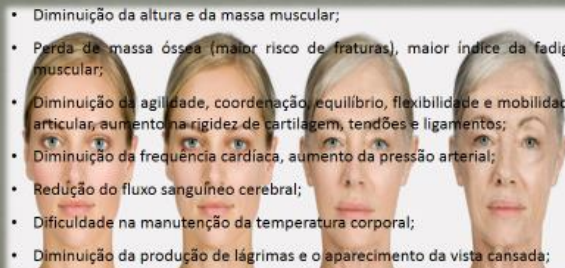 • Diminuição da altura e da massa muscular;
• Perda de massa óssea (maior risco de fraturas), maior índice da fadig
muscular;
• Diminuição da agilidade, coordenação, equilíbrio, flexibilidade e mobilidad
articular, aumento na rigidez de cartilagem, tendões e ligamentos;
• Diminuição da frequência cardíaca, aumento da pressão arterial;
• Redução do fluxo sanguíneo cerebral;
• Dificuldade na manutenção da temperatura corporal;
• Diminuição da produção de lágrimas e o aparecimento da vista cansada;